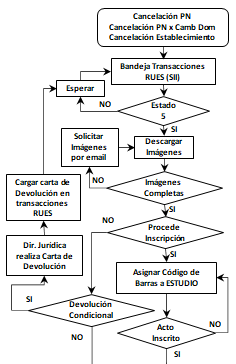 Cancelación PN
Cancelación PN x Camb Dom
Cancelación Establecimiento
Bandeja Transacciones
RUES (SII)
Esperar
Estado
5
NO
SI
Solicitar
Imágenes
por email
Descargar
Imágenes
NO
Imágenes
Completas
SI
Cargar carta de
Devolución en
transacciones
RUES
NO
Procede
Inscripción
SI
Dir. Jurídica
realiza Carta de
Devolución
Asignar Código de
Barras a ESTUDIO
SI
Devolución
Condicional
NO
Acto
Inscrito
NO
SI